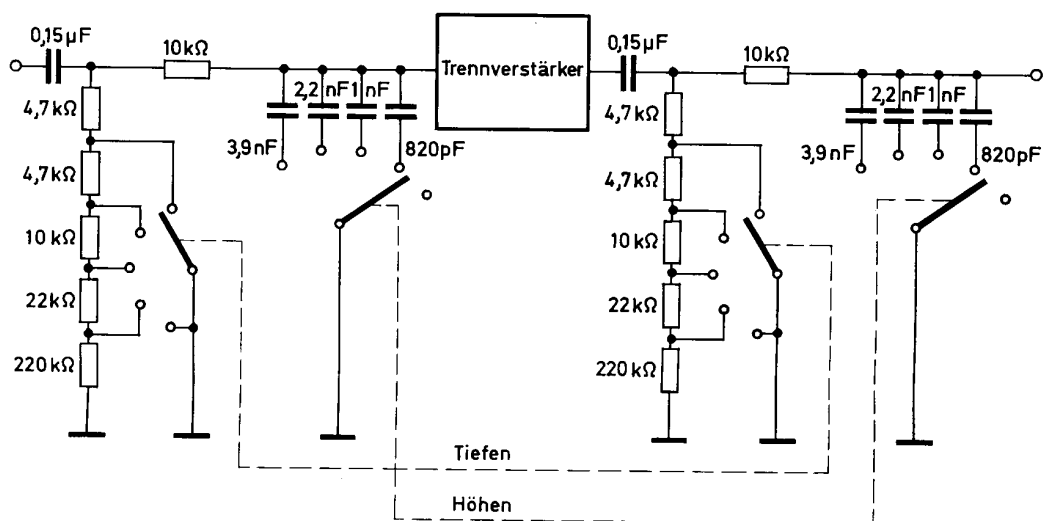 0,15µF
10kΩ
Trennverstärker
0,15µF
10kΩ
4,7kΩ
2,2 nF 1 nF
3,9nF
820pF
4,7kΩ
10kΩ
22kΩ
220kΩ
4,7kΩ
2,2 nF 1 nF
3,9nF
820pF
4,7kΩ
10kΩ
22kΩ
220kΩ
Tiefen
Höhen